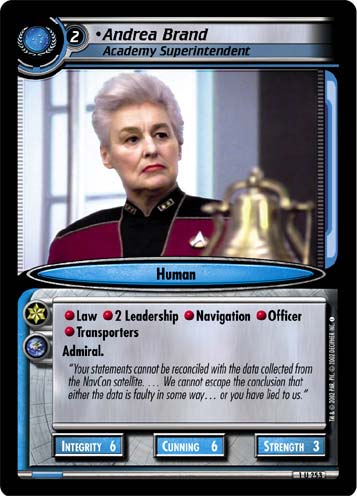 2
•Andrea Brand
Academy Superintendent
Human
Law 2 Leadership Navigation Officer
Transporters
Admiral.
"Your statements cannot be reconciled with the data collected
from the NavCon satellite. … We cannot escape the conclusion that
either the data is faulty in some way… or you have lied to us."
INTEGRITY 6 CUNNING 6 STRENGTH 3
1 U 253